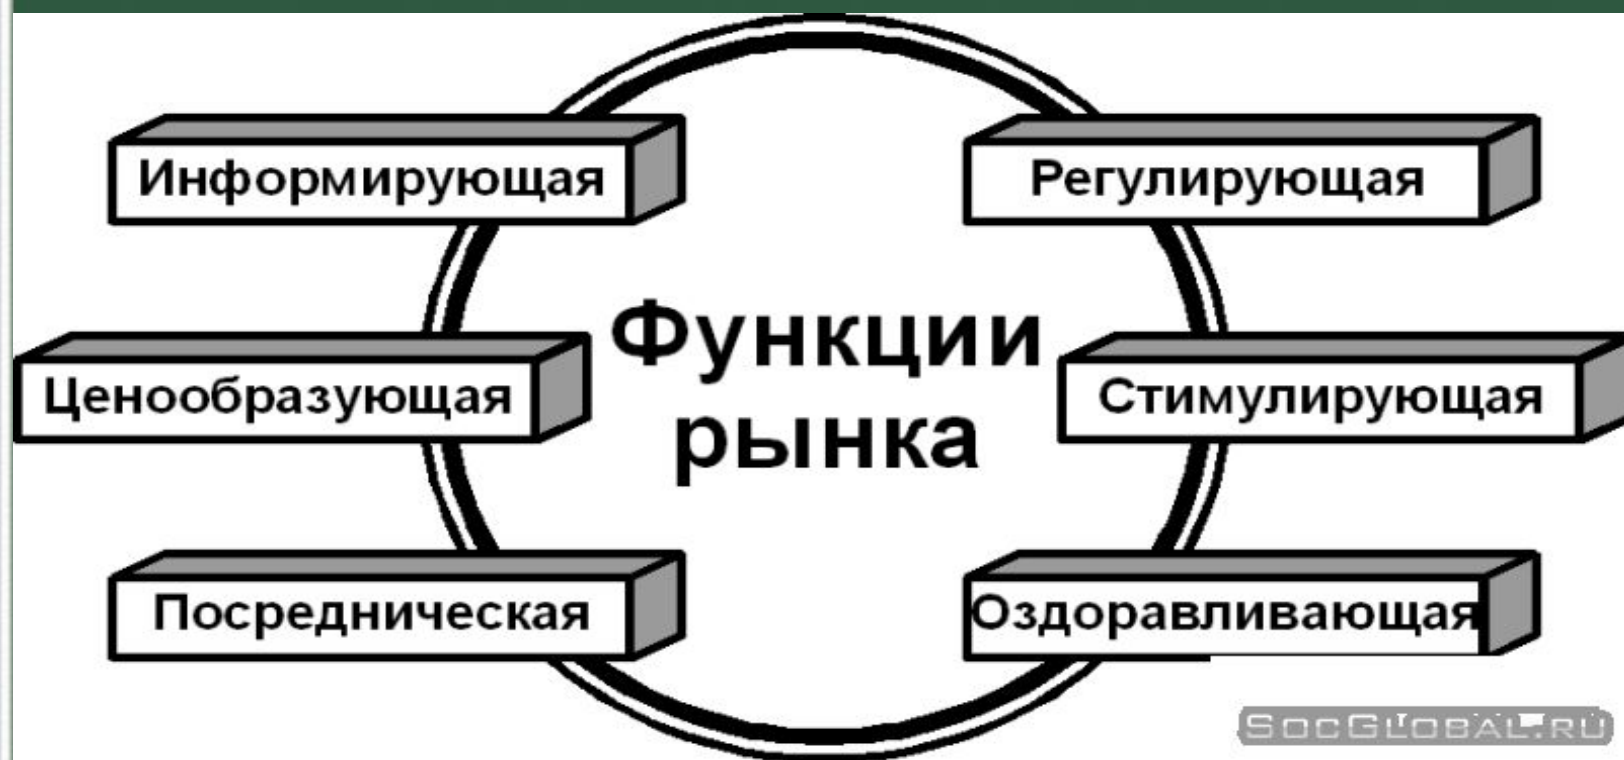 Информирующая
Регулирующая
Функции
рынка
Ценообразующая
Стимулирующая
Посредническая
Оздоравливающая
SOCGLOBAL.RU